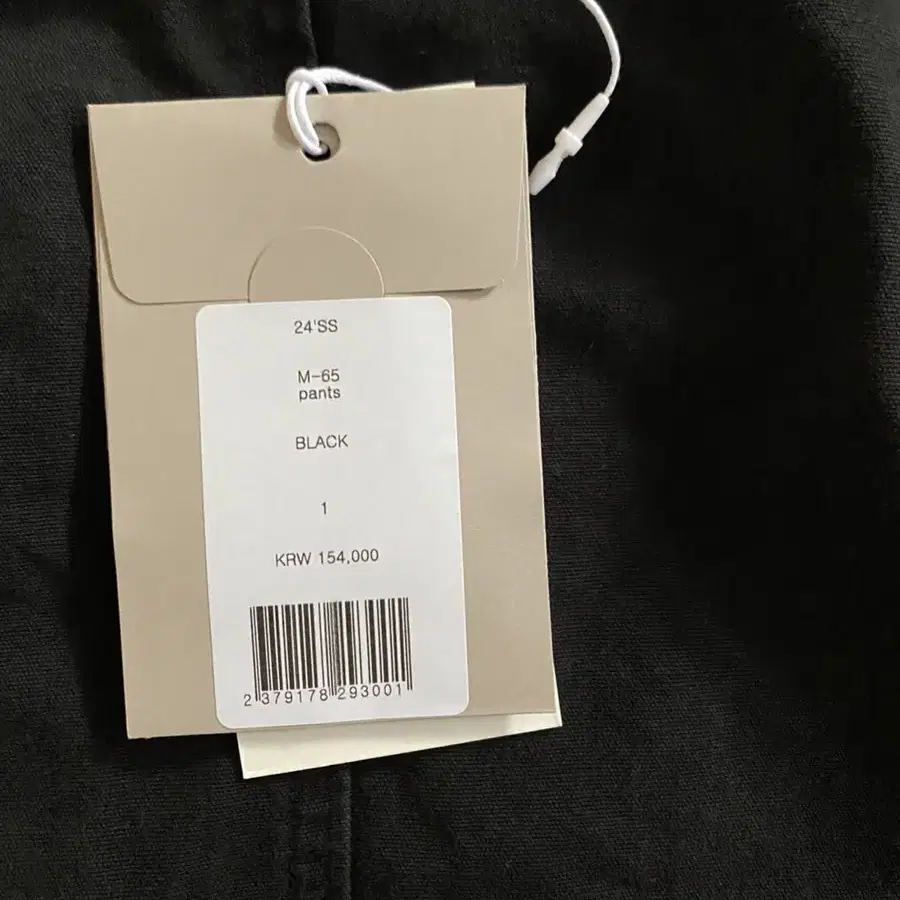 24'SS
M-65
pants
BLACK
1
KRW 154,000
2 379178 293001